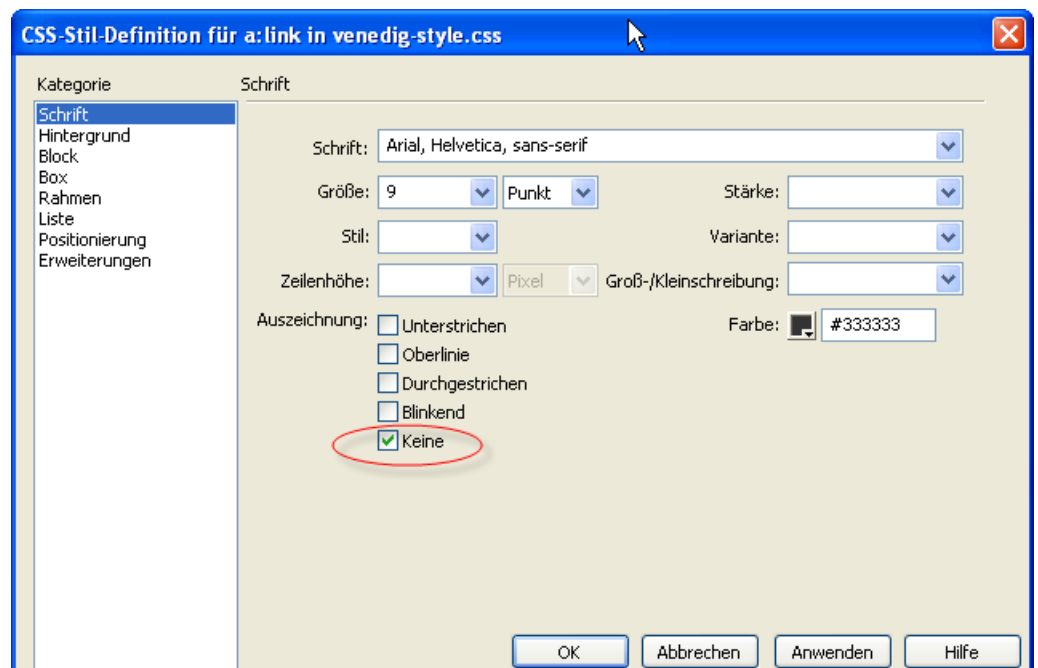 CSS-Stil-Definition für a:link in venedig-style.css
Kategorie
Schrift
Hintergrund
Block
Box
Rahmen
Liste
Positionierung
Erweiterungen
Schrift
Schrift: Arial, Helvetica, sans-serif
Größe: 9 Punkt Stärke:
Stil: Variante:
Zeilenhöhe: Pixel Groß-/Kleinschreibung:
Auszeichnung: Unterstrichen Farbe: #333333
Oberlinie
Durchgestrichen
Blinkend
Keine
OK Abbrechen Anwenden Hilfe